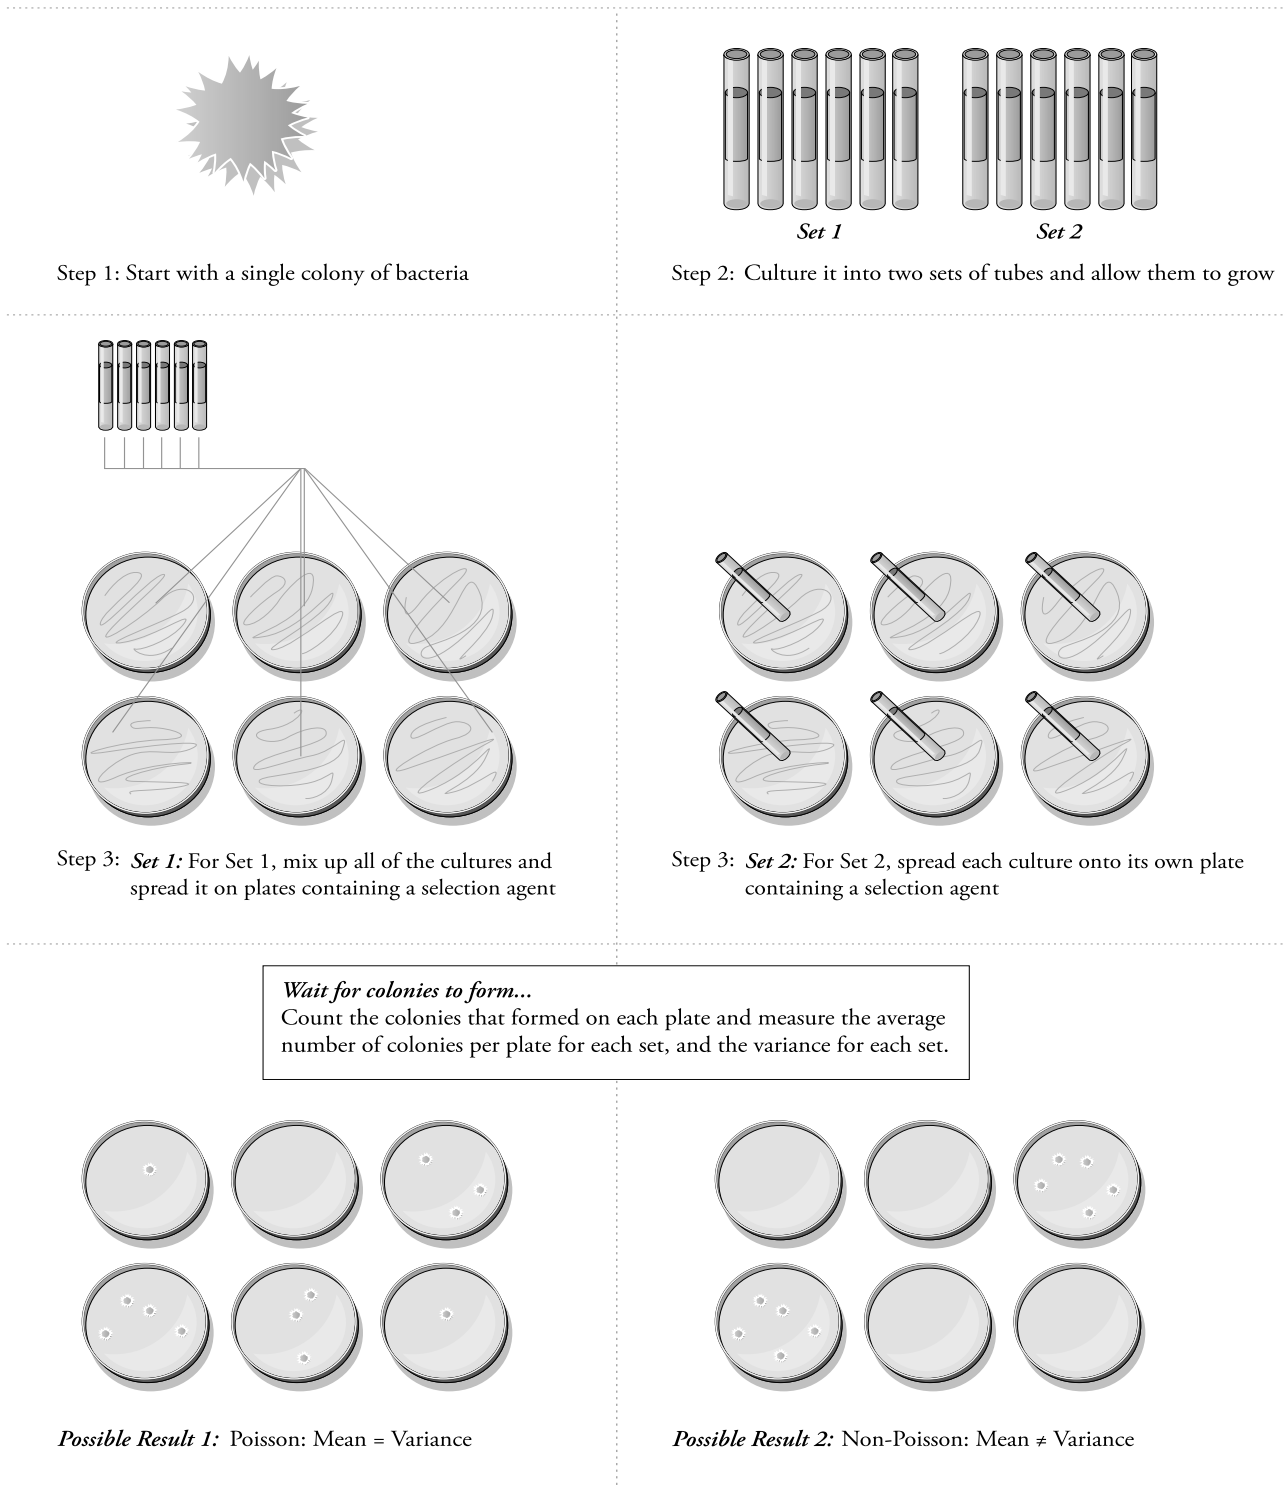 Set 1
Set 2
Step 1: Start with a single colony of bacteria
Step 2: Culture it into two sets of tubes and allow them to grow
Step 3: Set 1: For Set 1, mix up all of the cultures and
spread it on plates containing a selection agent
Step 3: Set 2: For Set 2, spread each culture onto its own plate
containing a selection agent
Wait for colonies to form...
Count the colonies that formed on each plate and measure the average
number of colonies per plate for each set, and the variance for each set.
Possible Result 1: Poisson: Mean = Variance
Possible Result 2: Non-Poisson: Mean ≠ Variance